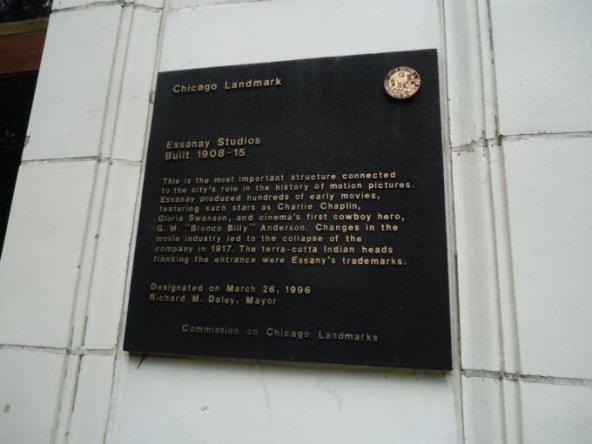 Chicago Landmark
Essanay Studios
Built 1908-15
This is the most important structure connected
to the city's role in the history of motion pictures.
Essanay produced hundreds of early movies,
featuring such stars as Charlie Chaplin,
Gloria Swanson, and cinema's first cowboy hero,
G. M. "Bronco Billy" Anderson. Changes in the
movie industry led to the collapse of the
company in 1917. The terra-cotta Indian heads
flanking the entrance were Essany's trademarks.
Designated on March 26, 1996
Richard M. Daley, Mayor
Commission on Chicago Landmarks